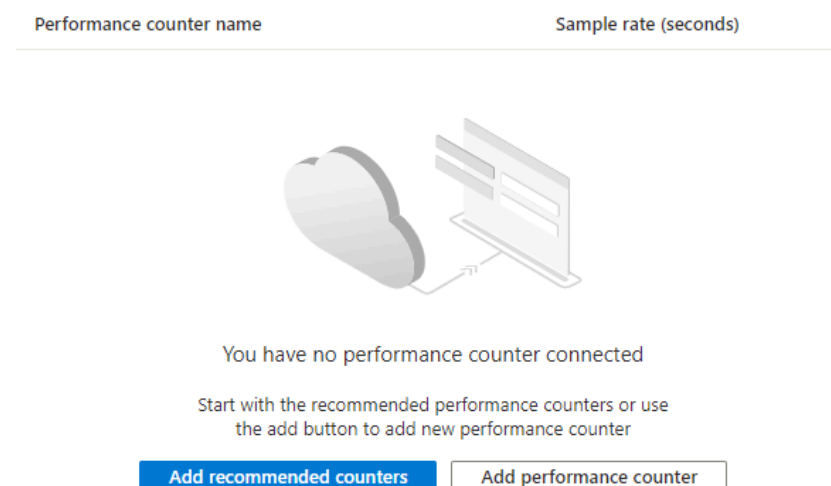 Performance counter name
Sample rate (seconds)
You have no performance counter connected
Start with the recommended performance counters or use
the add button to add new performance counter
Add recommended counters
Add performance counter